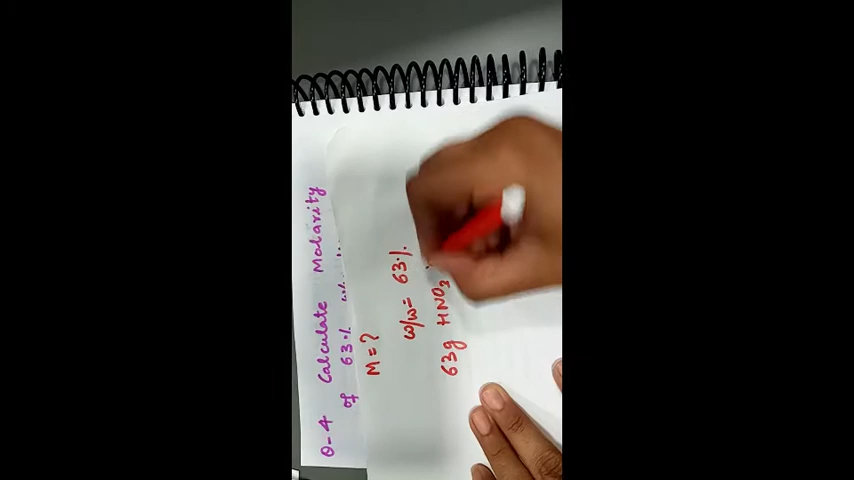 Q-4 Calculate Molarity
of 63%
M = ?
w/w = 63%
63g HNO3